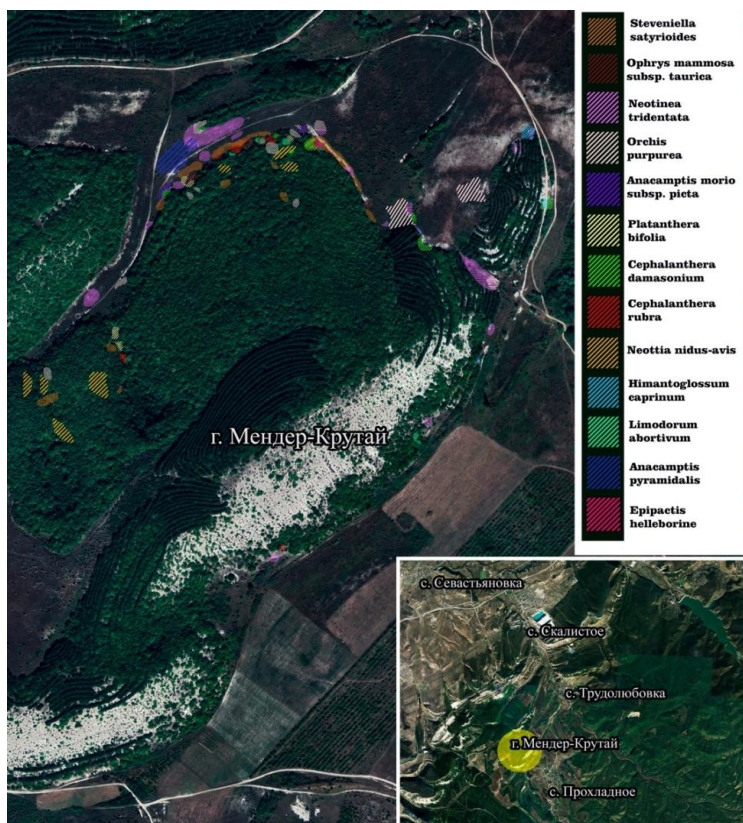 Steveniella
satyrioides
Ophrys mammosa
subsp. taurica
Neotinea
tridentata
Orchis
purpurea
Anacamptis morio
subsp. picta
Platanthera
bifolia
Cephalanthera
damasonium
Cephalanthera
rubra
Neottia nidus-avis
Himantoglossum
caprinum
Limodorum
abortivum
Anacamptis
pyramidalis
Epipactis
helleborine
г. Мендер-Крутай
с. Севастьяновка
с. Скалистое
с. Трудолюбовка
г. Мендер-Крутай
с. Прохладное